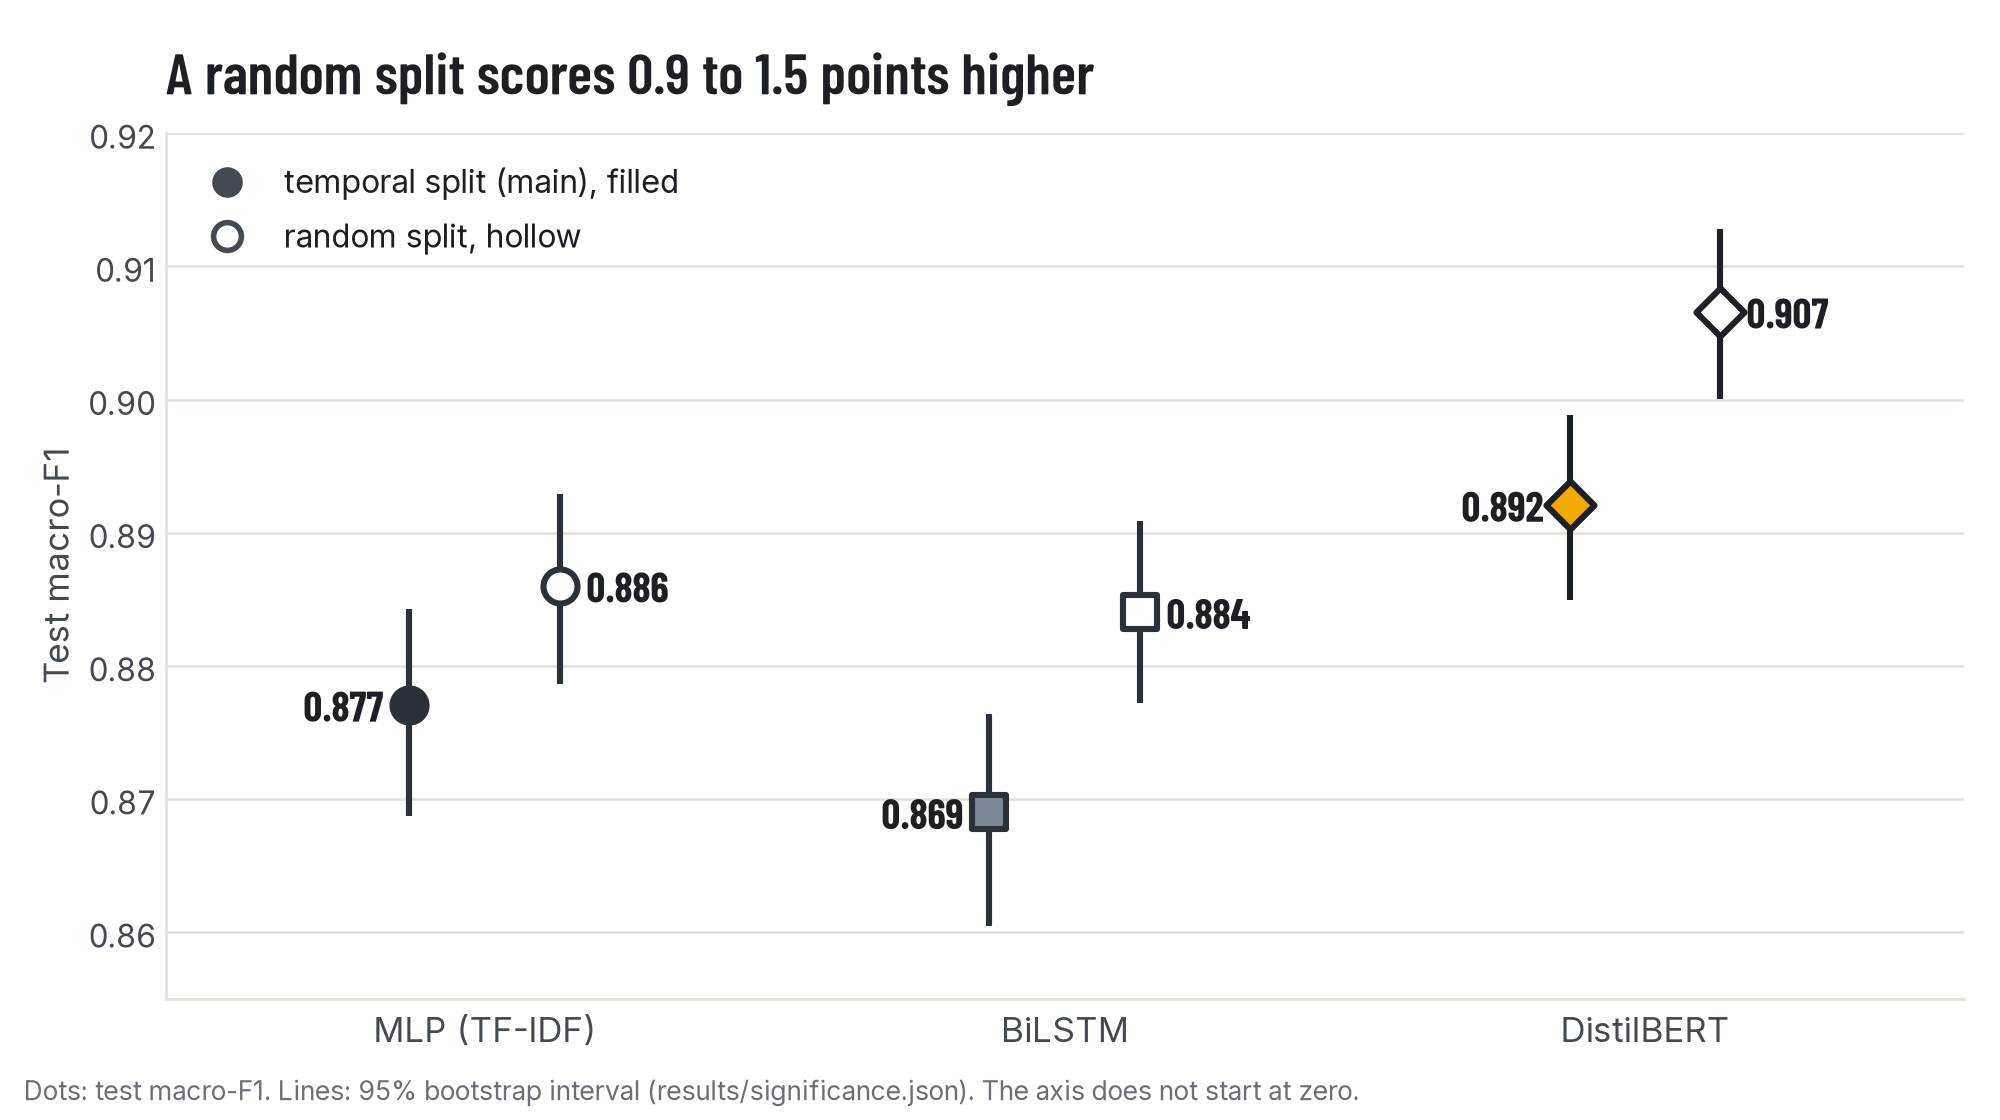 A random split scores 0.9 to 1.5 points higher
0.92
temporal split (main), filled
random split, hollow
0.91
0.907
0.90
0.892
0.89
0.886
0.884
Test macro-F1
0.88
0.877
0.87
0.869
0.86
MLP (TF-IDF)
BiLSTM
DistilBERT
Dots: test macro-F1. Lines: 95% bootstrap interval (results/significance.json). The axis does not start at zero.